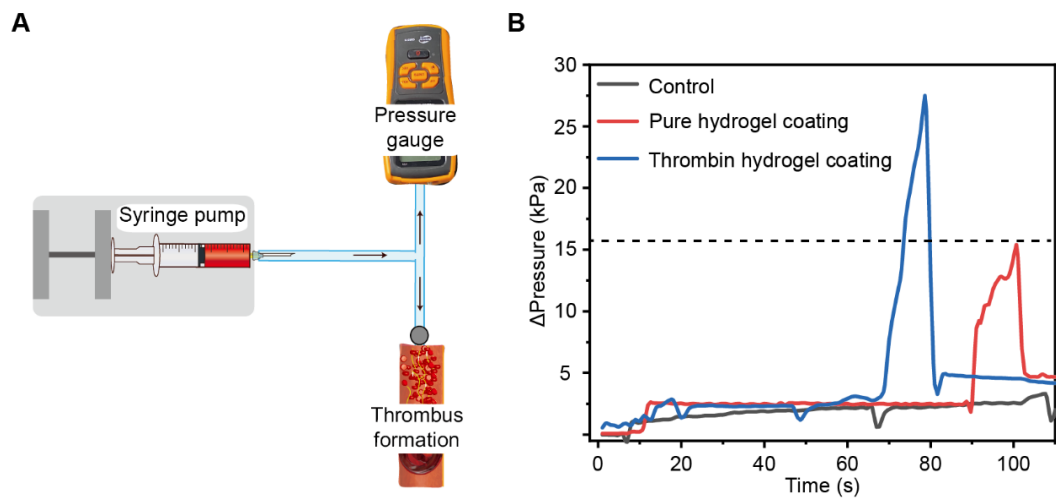 A
Pressure
gauge
Syringe pump
Thrombus
formation
B
ΔPressure (kPa)
30
25
20
15
10
5
Control
Pure hydrogel coating
Thrombin hydrogel coating
0 20 40 60 80 100
Time (s)